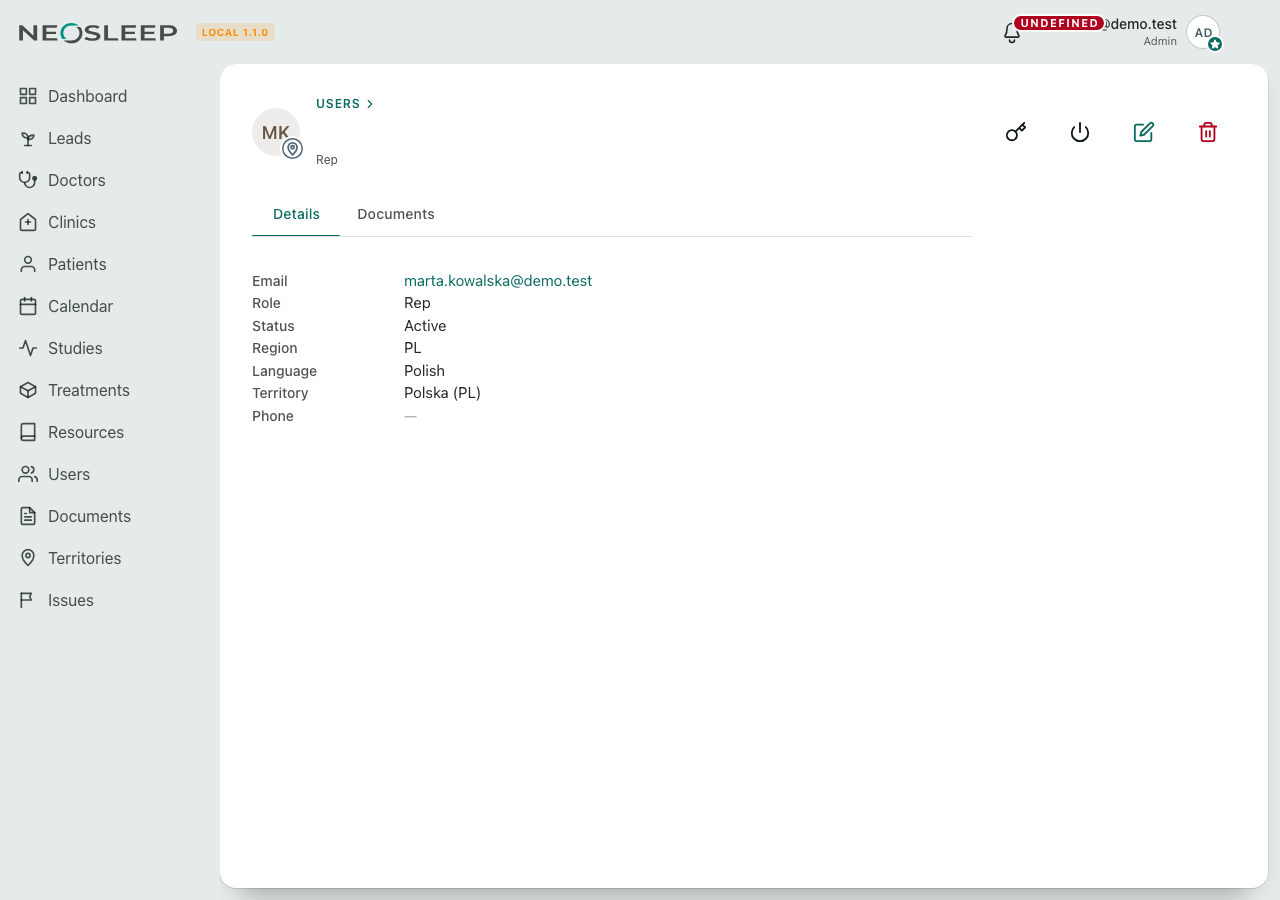 NEOSLEEP
LOCAL 1.1.0
UNDEFINED
@demo.test
Admin
AD
Dashboard
Leads
Doctors
Clinics
Patients
Calendar
Studies
Treatments
Resources
Users
Documents
Territories
Issues
USERS
MK
Rep
Details
Documents
Email marta.kowalska@demo.test
Role Rep
Status Active
Region PL
Language Polish
Territory Polska (PL)
Phone —